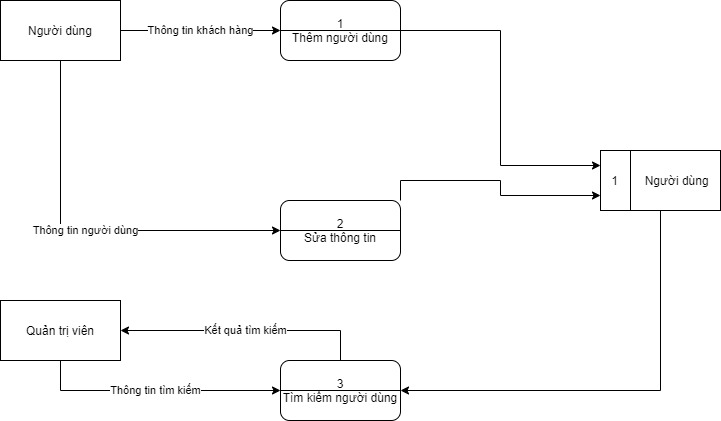 Người dùng
Thông tin khách hàng
1
Thêm người dùng
1
Người dùng
Thông tin người dùng
2
Sửa thông tin
Quản trị viên
Kết quả tìm kiếm
Thông tin tìm kiếm
3
Tìm kiếm người dùng